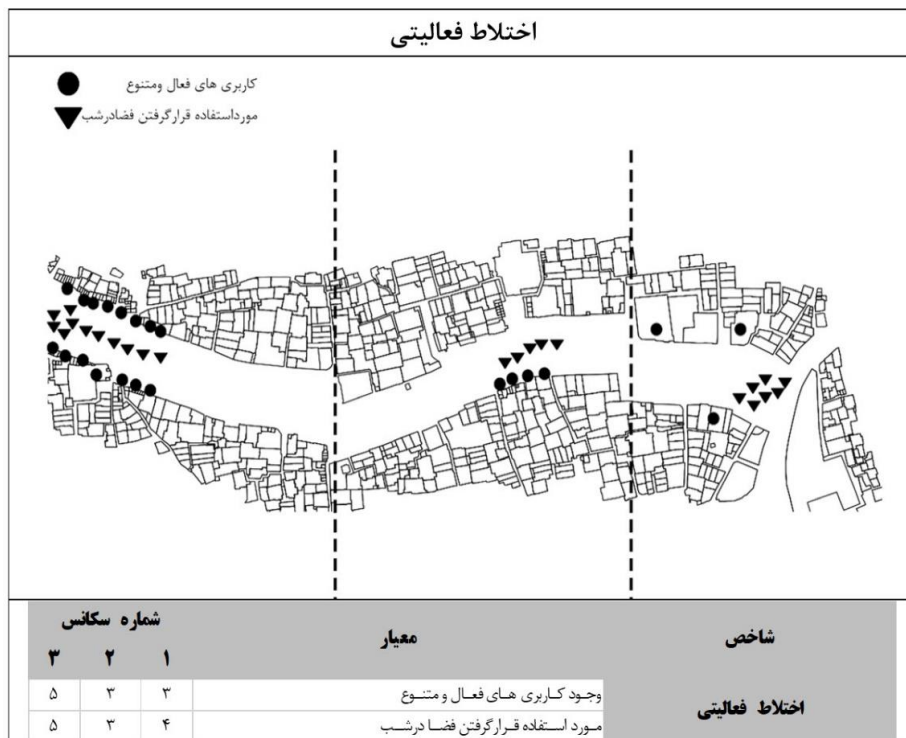 اختلاط فعالیتی
کاربری های فعال ومتنوع
مورداستفاده قرارگرفتن فضادرشب
شاخص معیار شماره سکانس
۱ ۲ ۳
اختلاط فعالیتی
وجود کاربری های فعال و متنوع ۳ ۳ ۵
مورد استفاده قرارگرفتن فضا درشب ۴ ۳ ۵